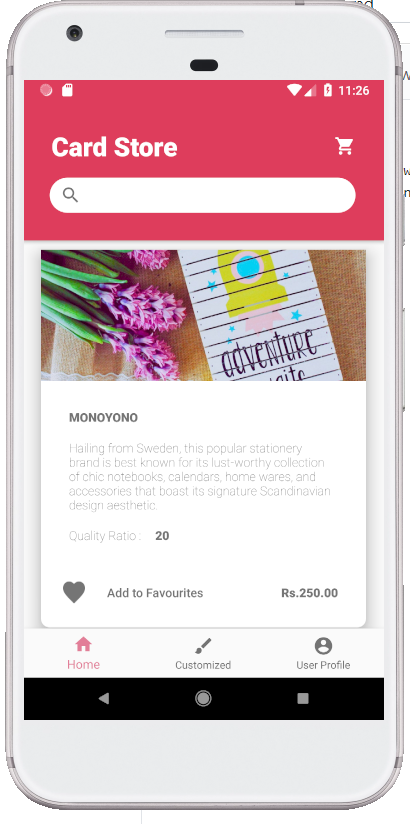 11:26
Card Store
adventure
MONOYONO
Hailing from Sweden, this popular stationery
brand is best known for its lust-worthy collection
of chic notebooks, calendars, home wares, and
accessories that boast its signature Scandinavian
design aesthetic.
Quality Ratio : 20
Add to Favourites Rs.250.00
Home Customized User Profile